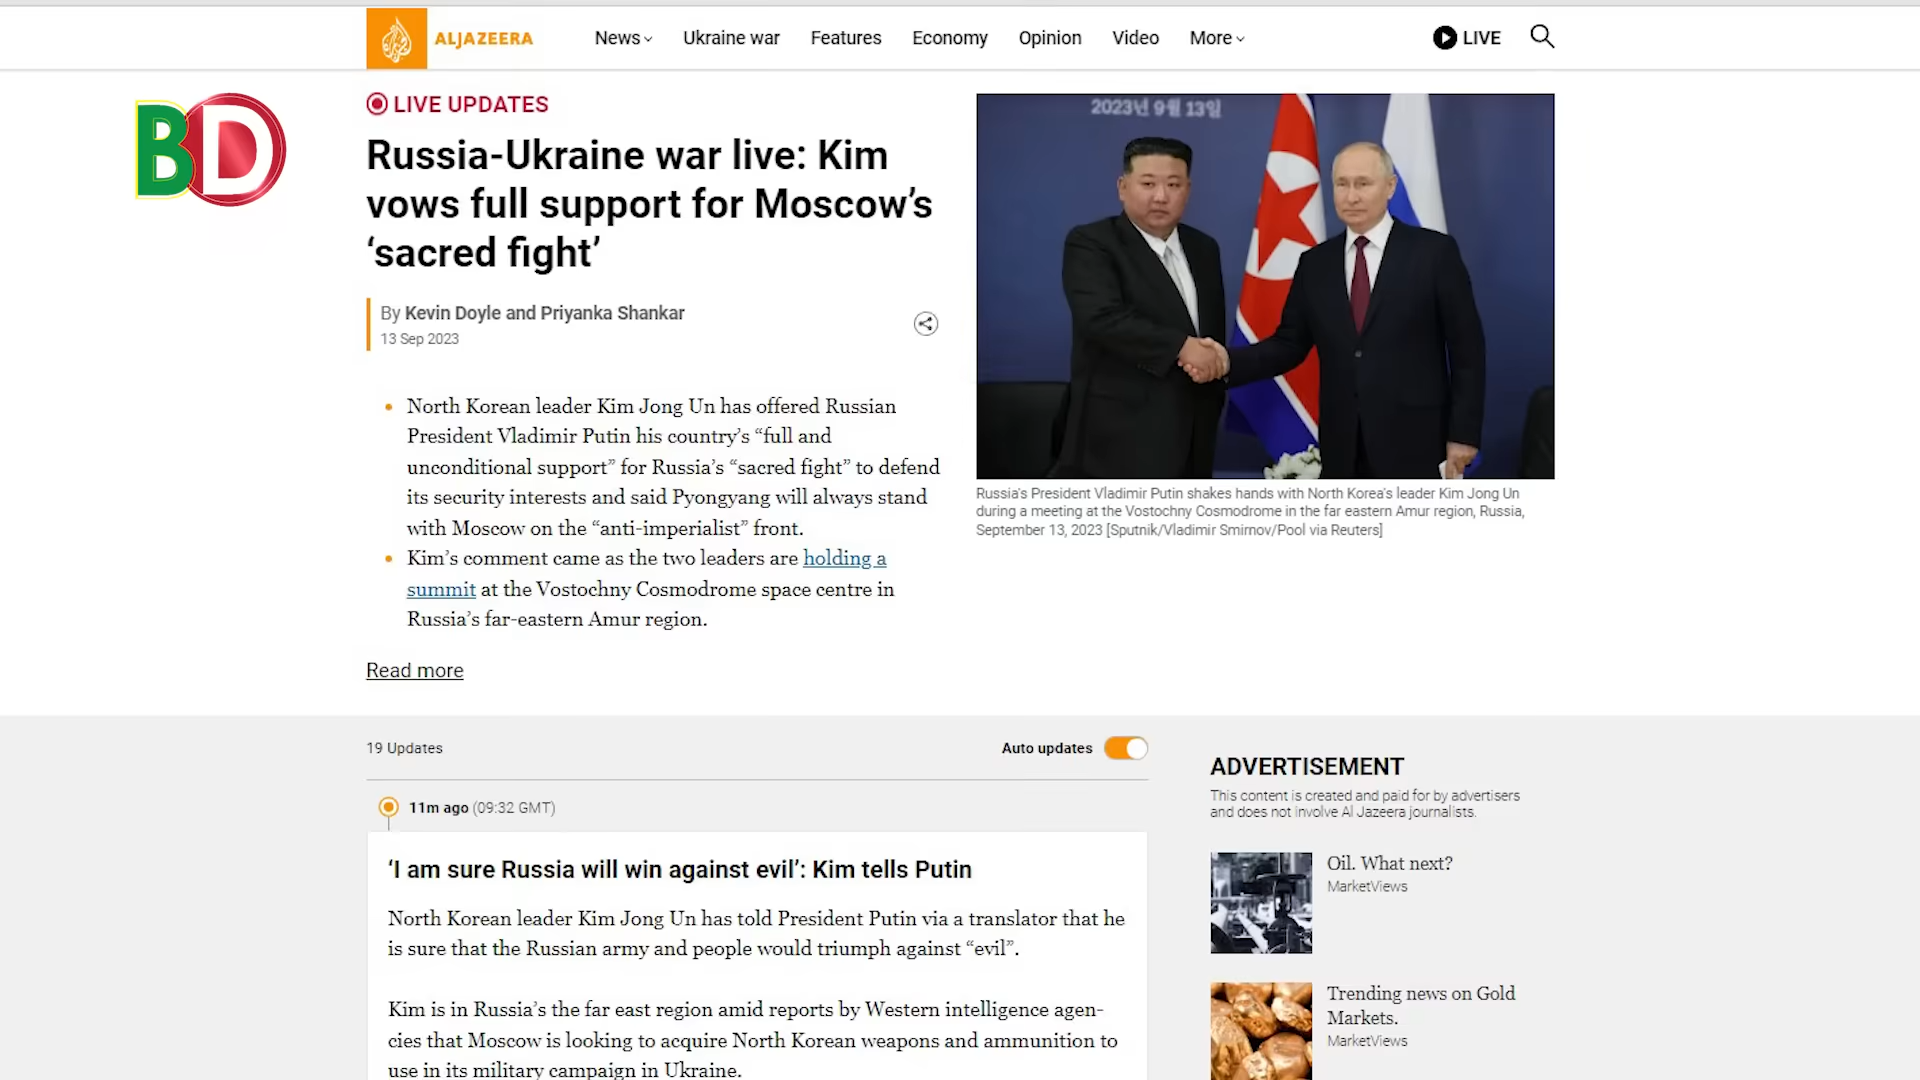 ALJAZEERA
News
Ukraine war
Features
Economy
Opinion
Video
More
LIVE
BD
LIVE UPDATES
Russia-Ukraine war live: Kim
vows full support for Moscow’s
‘sacred fight’
By Kevin Doyle and Priyanka Shankar
13 Sep 2023
North Korean leader Kim Jong Un has offered Russian
President Vladimir Putin his country’s “full and
unconditional support” for Russia’s “sacred fight” to defend
its security interests and said Pyongyang will always stand
with Moscow on the “anti-imperialist” front.
Kim’s comment came as the two leaders are holding a
summit at the Vostochny Cosmodrome space centre in
Russia’s far-eastern Amur region.
Read more
2023년 9월 13일
Russia's President Vladimir Putin shakes hands with North Korea's leader Kim Jong Un
during a meeting at the Vostochny Cosmodrome in the far eastern Amur region, Russia,
September 13, 2023 [Sputnik/Vladimir Smirnov/Pool via Reuters]
19 Updates
Auto updates
11m ago (09:32 GMT)
‘I am sure Russia will win against evil’: Kim tells Putin
North Korean leader Kim Jong Un has told President Putin via a translator that he
is sure that the Russian army and people would triumph against “evil”.
Kim is in Russia’s the far east region amid reports by Western intelligence agen-
cies that Moscow is looking to acquire North Korean weapons and ammunition to
use in its military campaign in Ukraine.
ADVERTISEMENT
This content is created and paid for by advertisers
and does not involve Al Jazeera journalists.
Oil. What next?
MarketViews
Trending news on Gold
Markets.
MarketViews